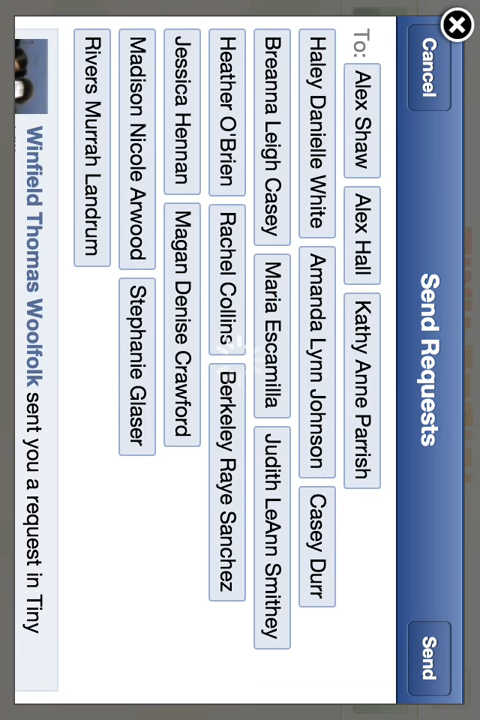 Cancel Send Requests Send
To: Alex Shaw Alex Hall Kathy Anne Parrish
Haley Danielle White Amanda Lynn Johnson Casey Durr
Breanna Leigh Casey Maria Escamilla Judith LeAnn Smithey
Heather O'Brien Rachel Collins Berkeley Raye Sanchez
Jessica Hennan Magan Denise Crawford
Madison Nicole Arwood Stephanie Glaser
Rivers Murrah Landrum
Winfield Thomas Woolfolk sent you a request in Tiny